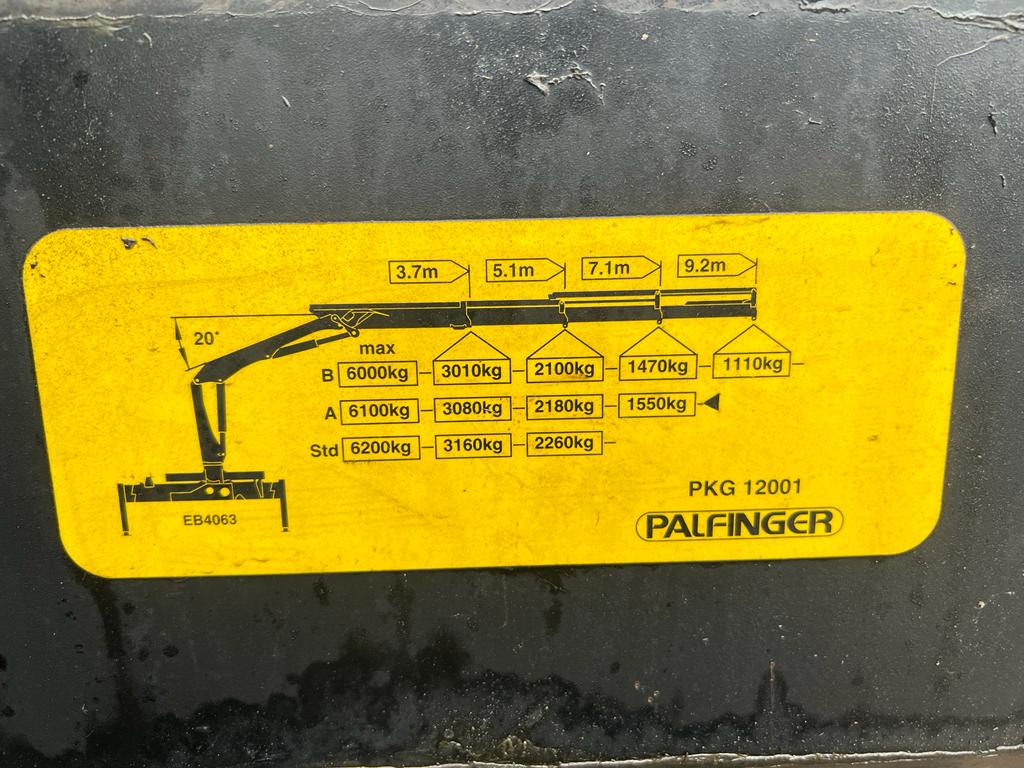 3.7m 5.1m 7.1m 9.2m
20°
max
B 6000kg 3010kg 2100kg 1470kg 1110kg
A 6100kg 3080kg 2180kg 1550kg
Std 6200kg 3160kg 2260kg
PKG 12001
EB4063
PALFINGER